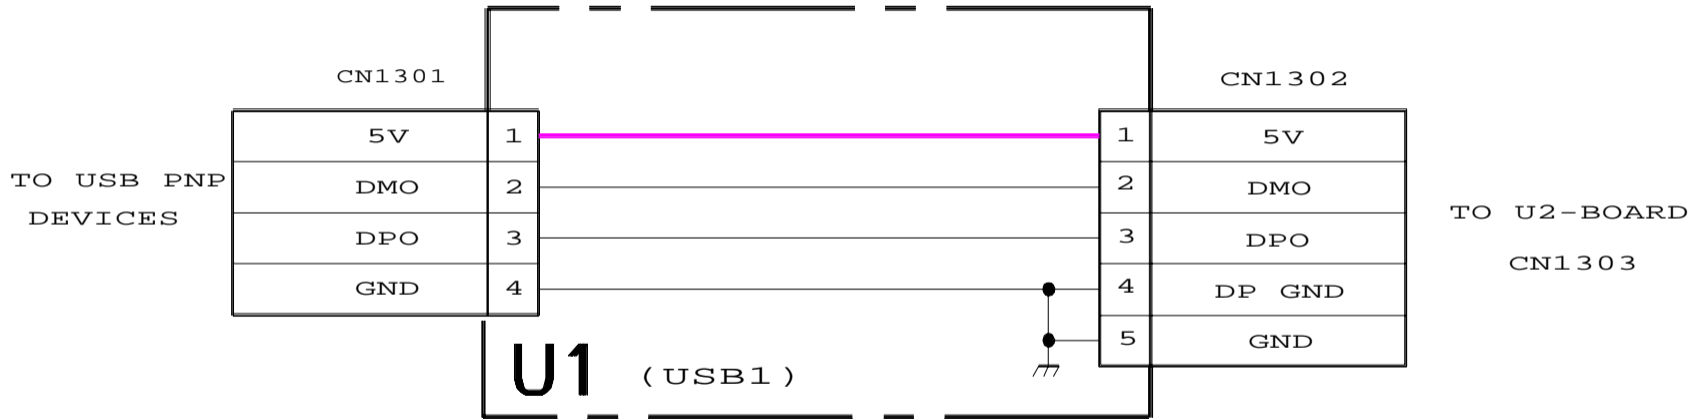 CN1301
CN1302
5V 1
1 5V
TO USB PNP
DEVICES
DMO 2
2 DMO
DPO 3
3 DPO
TO U2-BOARD
CN1303
GND 4
4 DP GND
5 GND
U1 (USB1)